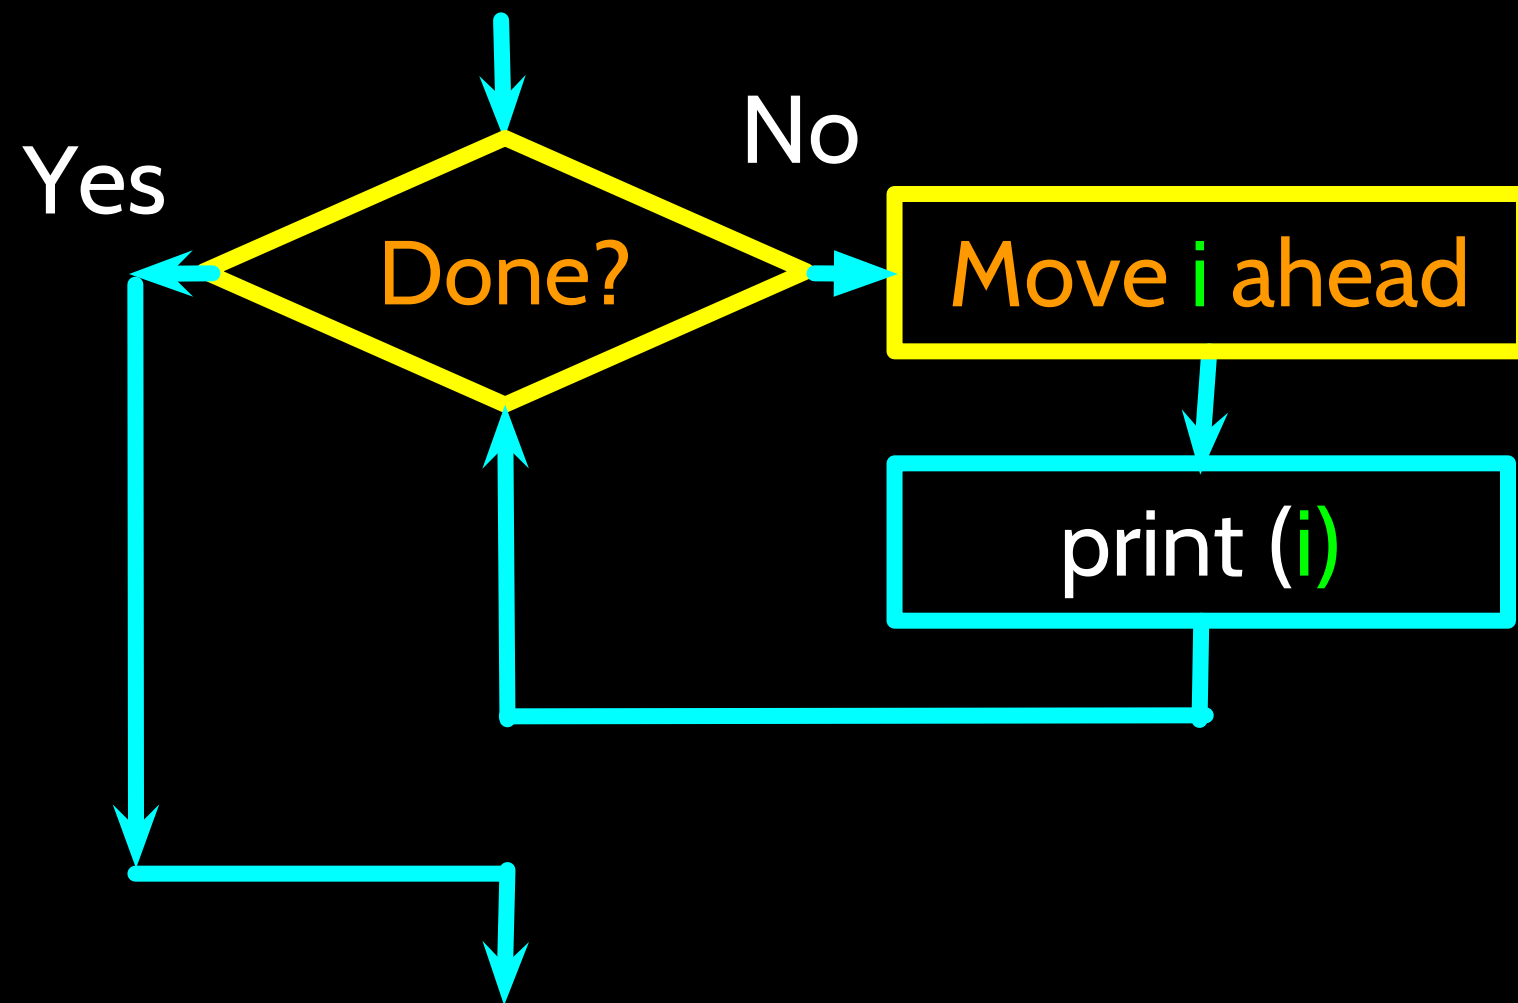 No
Yes
Done?
Move i ahead
print (i)